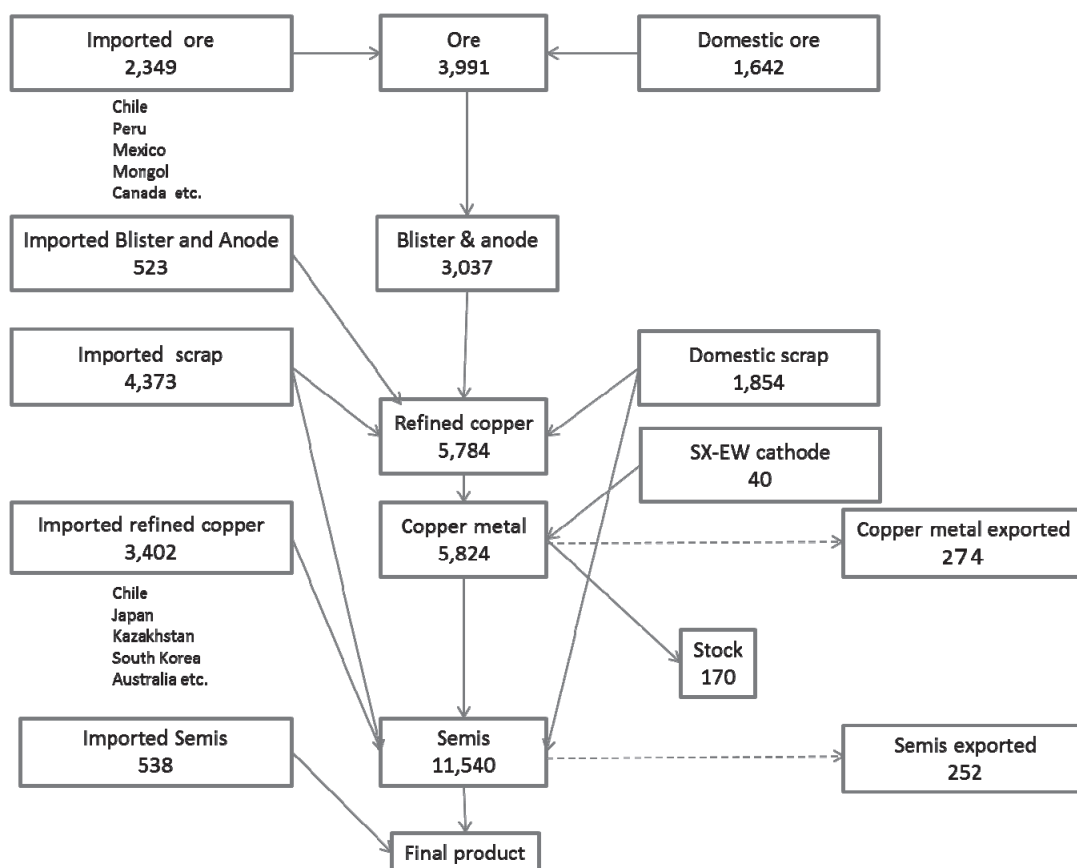 Imported ore
2,349
Ore
3,991
Domestic ore
1,642
Chile
Peru
Mexico
Mongol
Canada etc.
Imported Blister and Anode
523
Blister & anode
3,037
Imported scrap
4,373
Domestic scrap
1,854
Refined copper
5,784
SX-EW cathode
40
Imported refined copper
3,402
Copper metal
5,824
Copper metal exported
274
Chile
Japan
Kazakhstan
South Korea
Australia etc.
Stock
170
Imported Semis
538
Semis
11,540
Semis exported
252
Final product